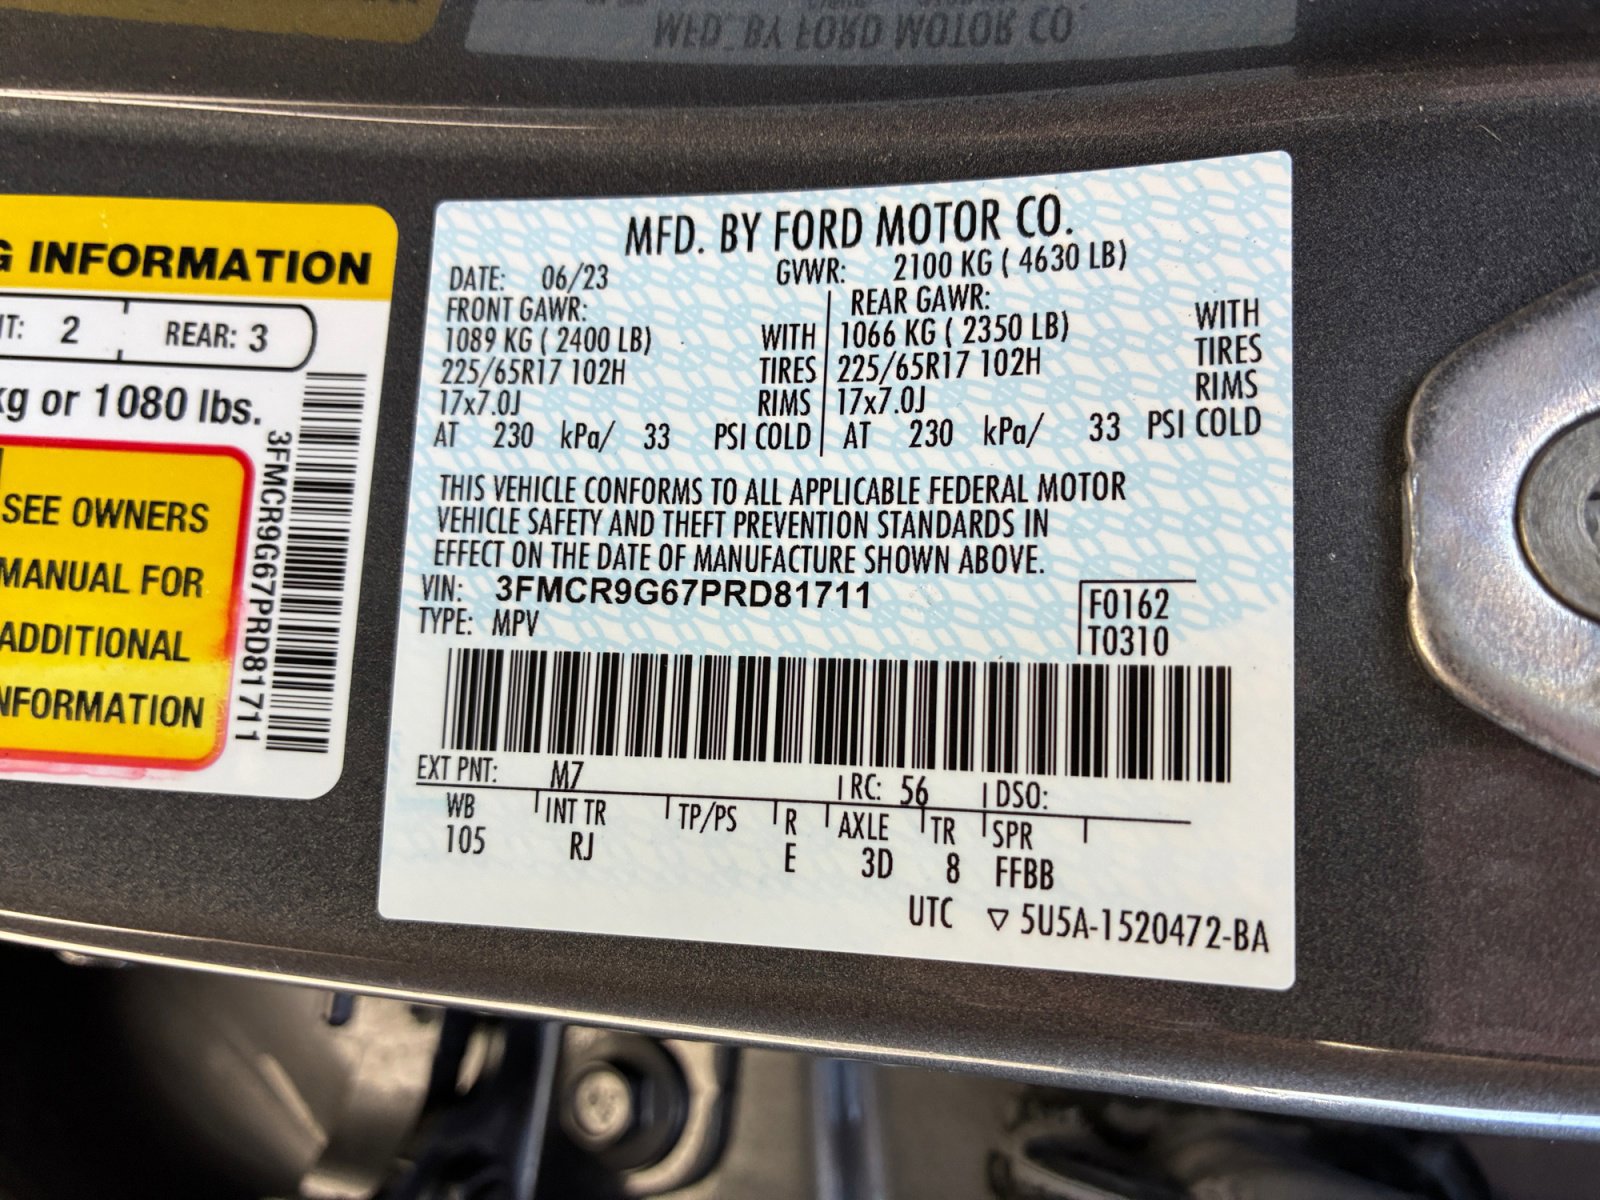 MFD. BY FORD MOTOR CO.
G INFORMATION
REAR: 3
2
kg or 1080 lbs.
SEE OWNERS
MANUAL FOR
ADDITIONAL
INFORMATION
3FMCR9G67PRD81711
MFD. BY FORD MOTOR CO.
DATE: 06/23 GVWR: 2100 KG ( 4630 LB)
FRONT GAWR: REAR GAWR:
1089 KG ( 2400 LB) WITH 1066 KG ( 2350 LB) WITH
225/65R17 102H TIRES 225/65R17 102H TIRES
17x7.0J RIMS 17x7.0J RIMS
AT 230 kPa/ 33 PSI COLD AT 230 kPa/ 33 PSI COLD
THIS VEHICLE CONFORMS TO ALL APPLICABLE FEDERAL MOTOR
VEHICLE SAFETY AND THEFT PREVENTION STANDARDS IN
EFFECT ON THE DATE OF MANUFACTURE SHOWN ABOVE.
VIN: 3FMCR9G67PRD81711 F0162
TYPE: MPV T0310
EXT PNT: M7 RC: 56 DSO:
WB INT TR TP/PS R AXLE TR SPR
105 RJ E 3D 8 FFBB
UTC ▽ 5U5A-1520472-BA